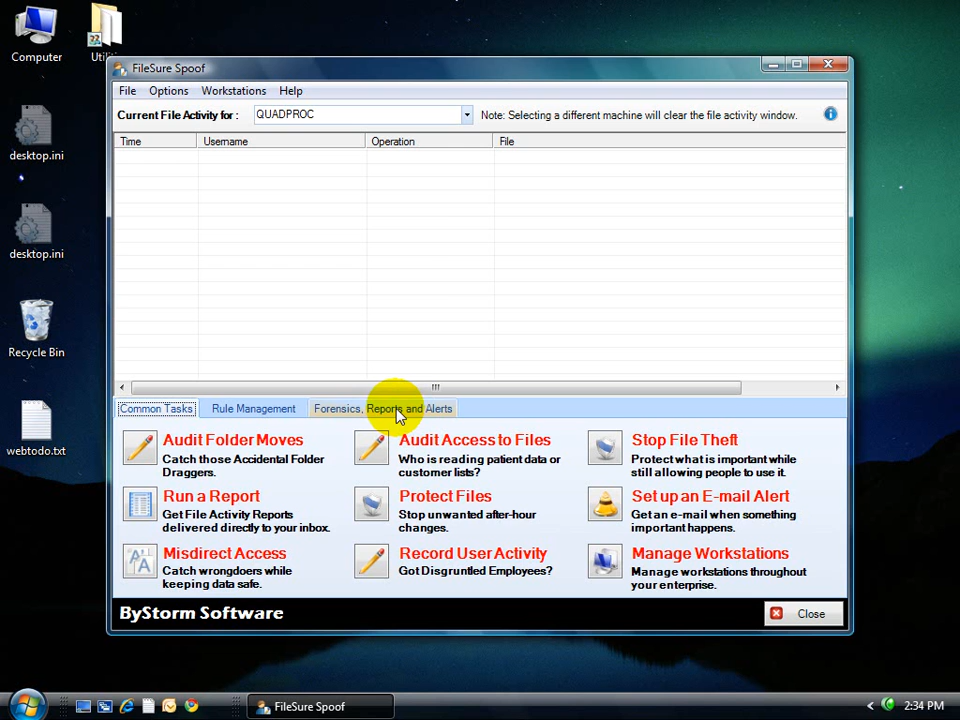 Computer
Utili
desktop.ini
desktop.ini
Recycle Bin
webtodo.txt
FileSure Spoof
File Options Workstations Help
Current File Activity for : QUADPROC Note: Selecting a different machine will clear the file activity window.
Time Username Operation File
Common Tasks Rule Management Forensics, Reports and Alerts
Audit Folder Moves
Catch those Accidental Folder
Draggers.
Audit Access to Files
Who is reading patient data or
customer lists?
Stop File Theft
Protect what is important while
still allowing people to use it.
Run a Report
Get File Activity Reports
delivered directly to your inbox.
Protect Files
Stop unwanted after-hour
changes.
Set up an E-mail Alert
Get an e-mail when something
important happens.
Misdirect Access
Catch wrongdoers while
keeping data safe.
Record User Activity
Got Disgruntled Employees?
Manage Workstations
Manage workstations throughout
your enterprise.
ByStorm Software
Close
FileSure Spoof
2:34 PM